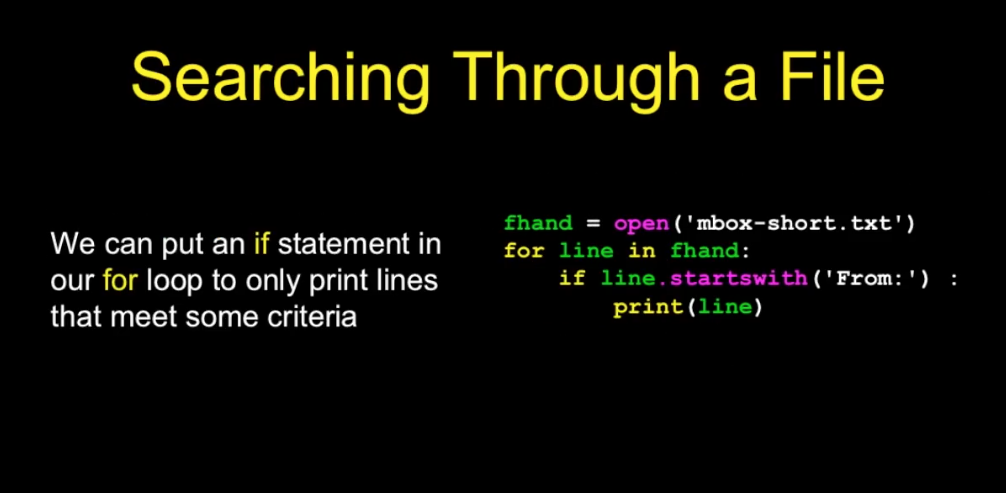 Searching Through a File
We can put an if statement in
our for loop to only print lines
that meet some criteria
fhand = open('mbox-short.txt')
for line in fhand:
    if line.startswith('From:') :
        print(line)